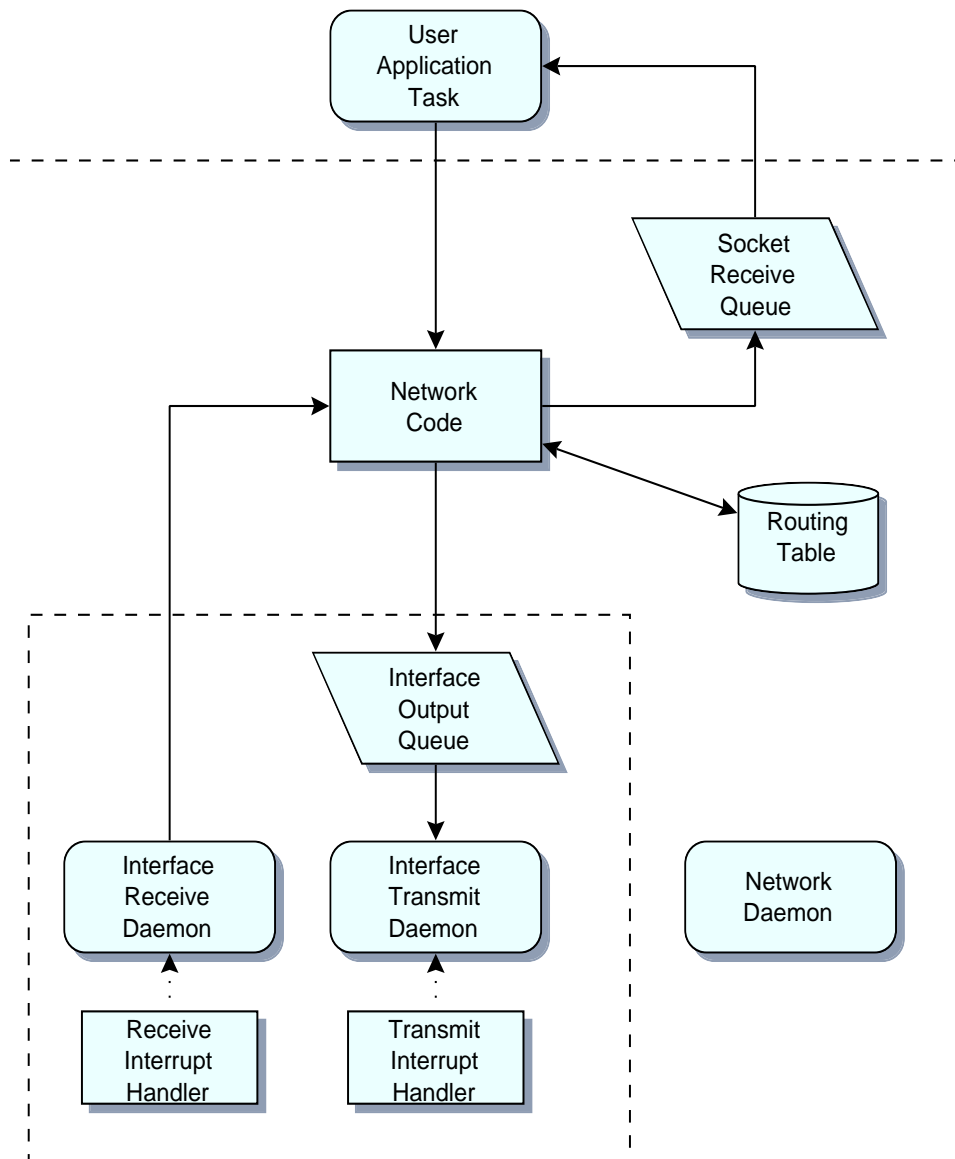 User
Application
Task
Socket
Receive
Queue
Network
Code
Routing
Table
Interface
Output
Queue
Interface
Receive
Daemon
Interface
Transmit
Daemon
Network
Daemon
Receive
Interrupt
Handler
Transmit
Interrupt
Handler